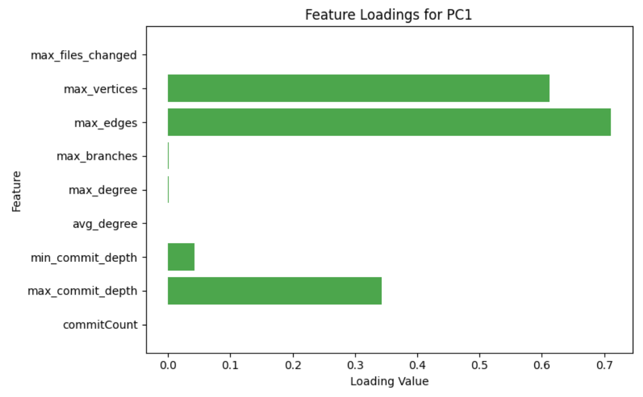 Feature Loadings for PC1
Feature
max_files_changed
max_vertices
max_edges
max_branches
max_degree
avg_degree
min_commit_depth
max_commit_depth
commitCount
0.0 0.1 0.2 0.3 0.4 0.5 0.6 0.7
Loading Value